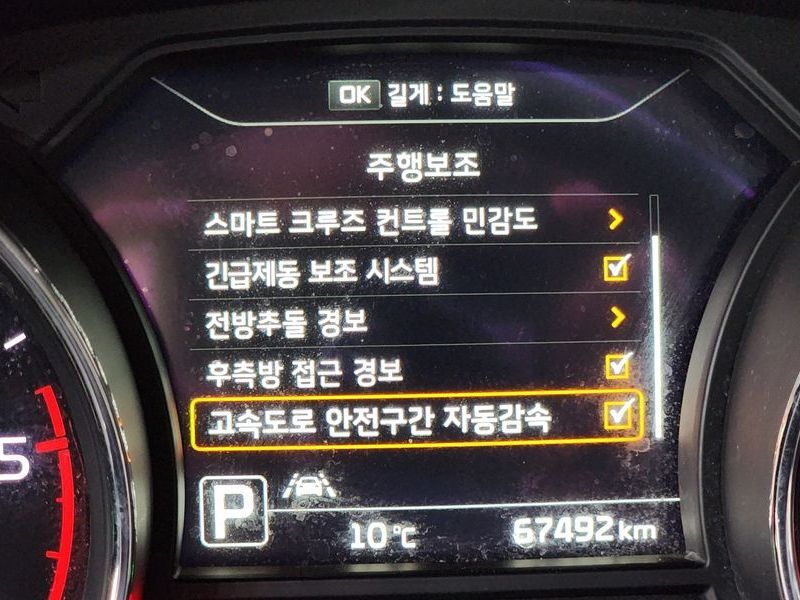 OK 길게 : 도움말
주행보조
스마트 크루즈 컨트롤 민감도
긴급제동 보조 시스템
전방추돌 경보
후측방 접근 경보
고속도로 안전구간 자동감속
5
P
10 °C 67492 km